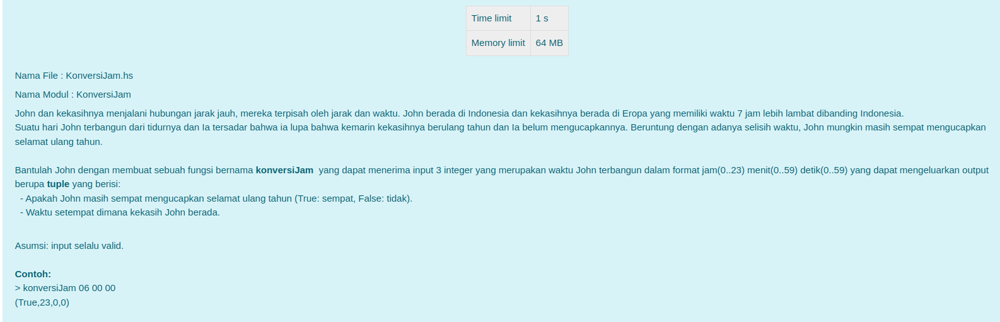 Time limit 1 s
Memory limit 64 MB
Nama File : KonversiJam.hs
Nama Modul : KonversiJam
John dan kekasihnya menjalani hubungan jarak jauh, mereka terpisah oleh jarak dan waktu. John berada di Indonesia dan kekasihnya berada di Eropa yang memiliki waktu 7 jam lebih lambat dibanding Indonesia.
Suatu hari John terbangun dari tidurnya dan Ia tersadar bahwa ia lupa bahwa kemarin kekasihnya berulang tahun dan Ia belum mengucapkannya. Beruntung dengan adanya selisih waktu, John mungkin masih sempat mengucapkan
selamat ulang tahun.
Bantulah John dengan membuat sebuah fungsi bernama konversiJam yang dapat menerima input 3 integer yang merupakan waktu John terbangun dalam format jam(0..23) menit(0..59) detik(0..59) yang dapat mengeluarkan output
berupa tuple yang berisi:
- Apakah John masih sempat mengucapkan selamat ulang tahun (True: sempat, False: tidak).
- Waktu setempat dimana kekasih John berada.
Asumsi: input selalu valid.
Contoh:
> konversiJam 06 00 00
(True,23,0,0)